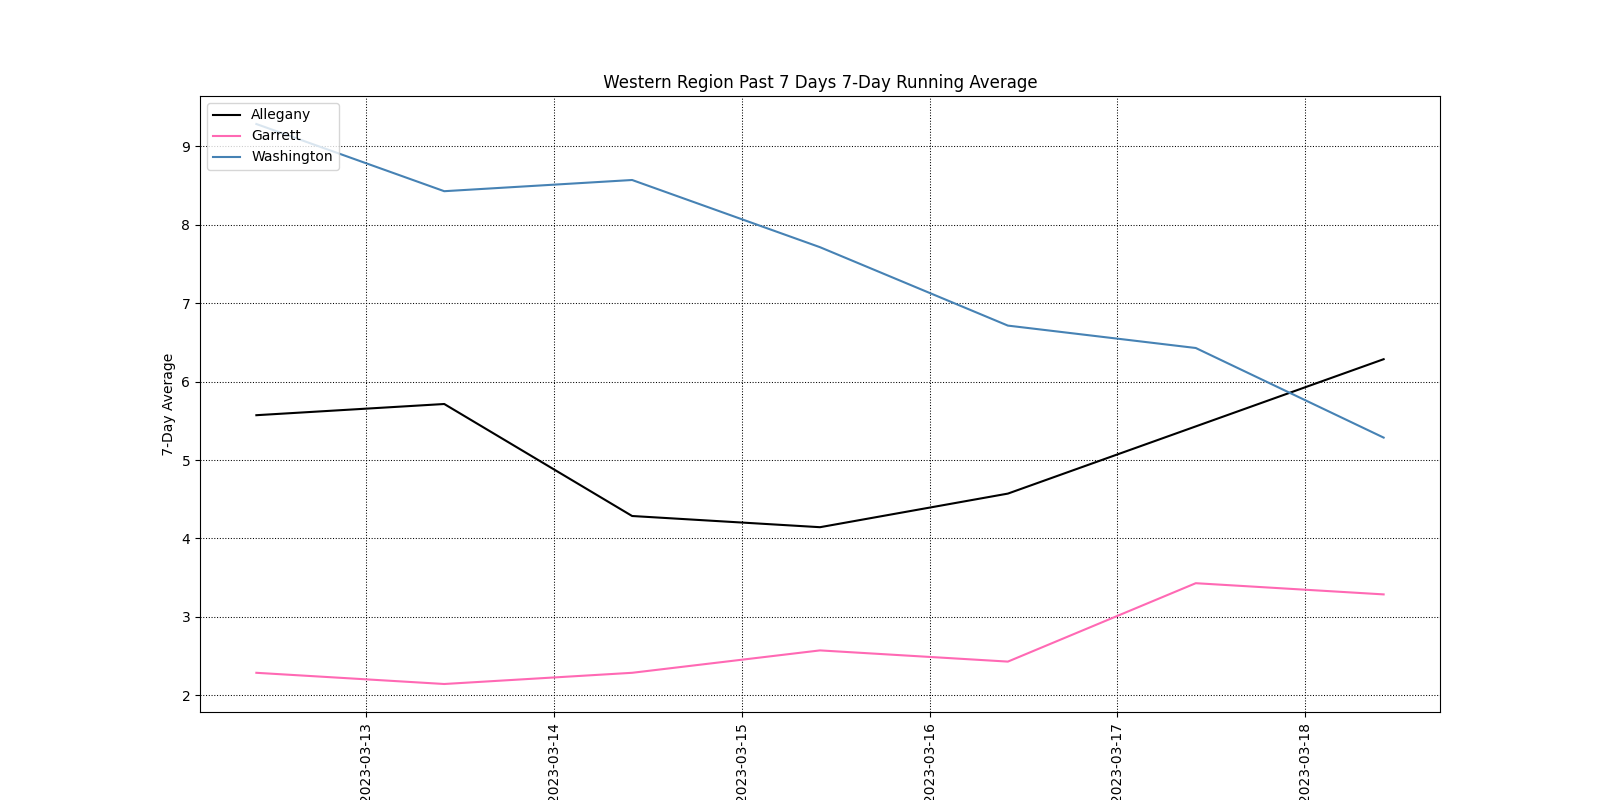 Western Region Past 7 Days 7-Day Running Average
Allegany
Garrett
Washington
7-Day Average
9
8
7
6
5
4
3
2
2023-03-13
2023-03-14
2023-03-15
2023-03-16
2023-03-17
2023-03-18